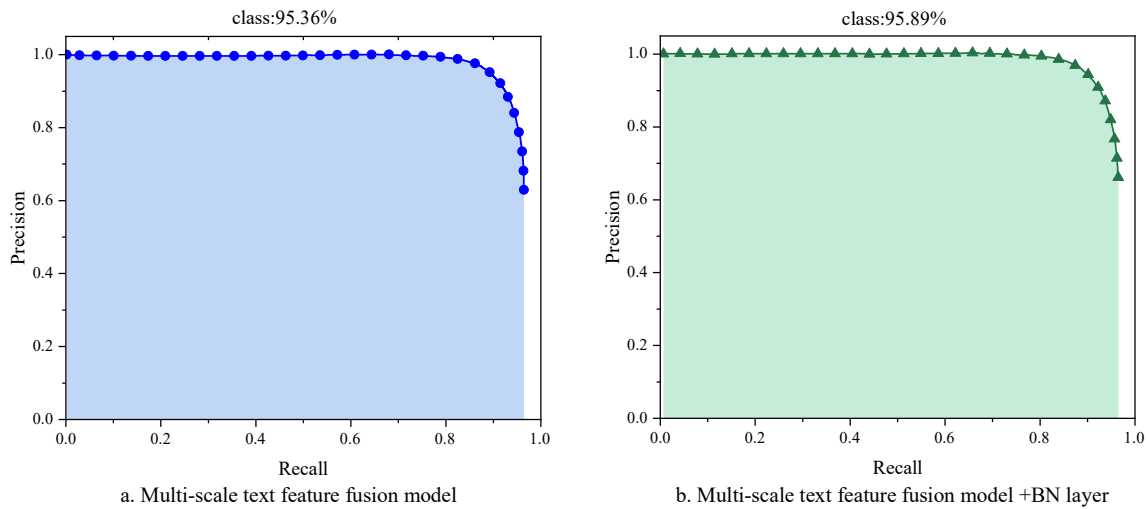 class:95.36%
1.0
0.8
0.6
0.4
0.2
0.0
Precision
0.0 0.2 0.4 0.6 0.8 1.0
Recall
a. Multi-scale text feature fusion model
class:95.89%
1.0
0.8
0.6
0.4
0.2
0.0
Precision
0.0 0.2 0.4 0.6 0.8 1.0
Recall
b. Multi-scale text feature fusion model +BN layer